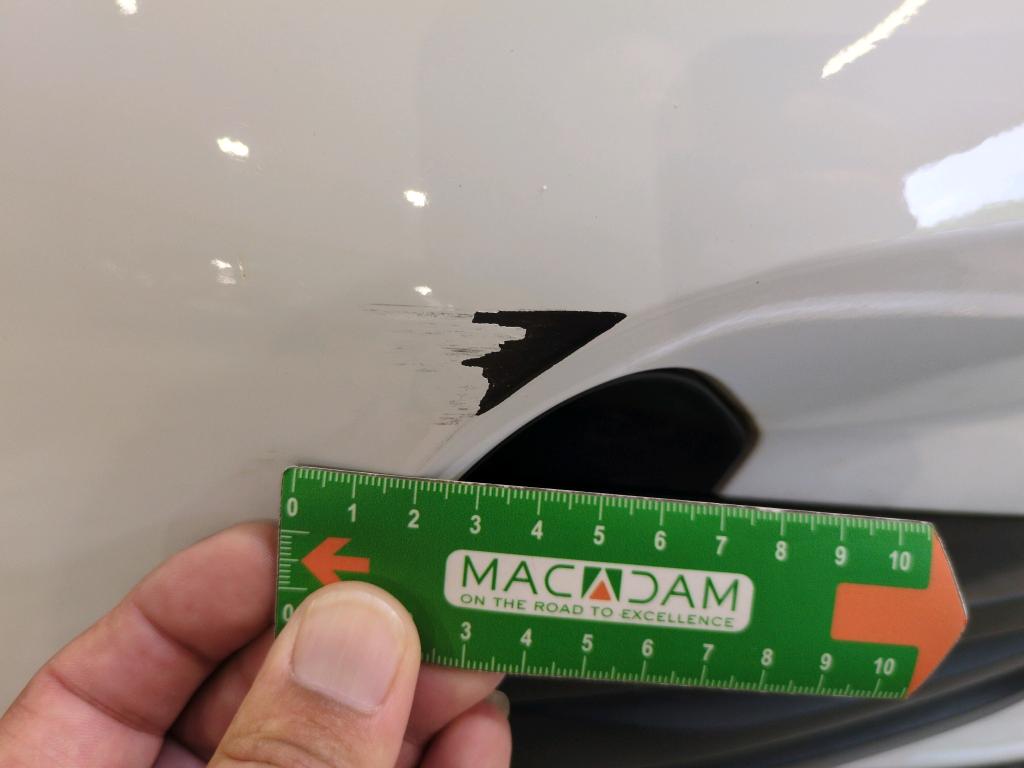 0 1 2 3 4 5 6 7 8 9 10
MACADAM
ON THE ROAD TO EXCELLENCE
0 3 4 5 6 7 8 9 10